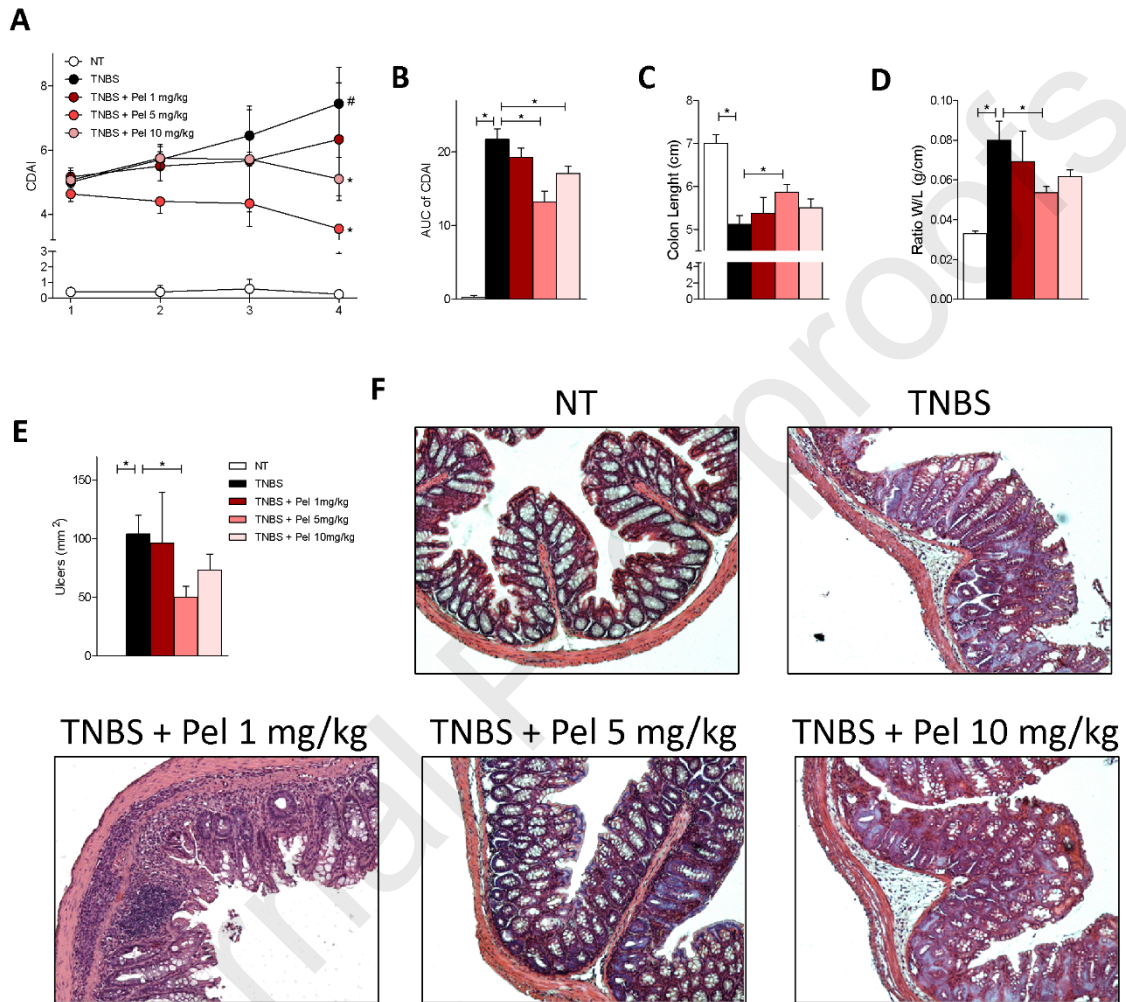 A
NT
TNBS
TNBS + Pel 1 mg/kg
TNBS + Pel 5 mg/kg
TNBS + Pel 10 mg/kg
CDAI
8
6
4
3
2
1
0
#
*
*
1 2 3 4
B
AUC of CDAI
20
10
0
* * *
C
Colon Lenght (cm)
8
7
6
5
4
2
0
* *
D
Ratio W/L (g/cm)
0.10
0.08
0.06
0.04
0.02
0.00
* *
E
Ulcers (mm2)
150
100
50
0
* *
NT
TNBS
TNBS + Pel 1mg/kg
TNBS + Pel 5mg/kg
TNBS + Pel 10mg/kg
F
NT
TNBS
TNBS + Pel 1 mg/kg
TNBS + Pel 5 mg/kg
TNBS + Pel 10 mg/kg
rnal P proofs